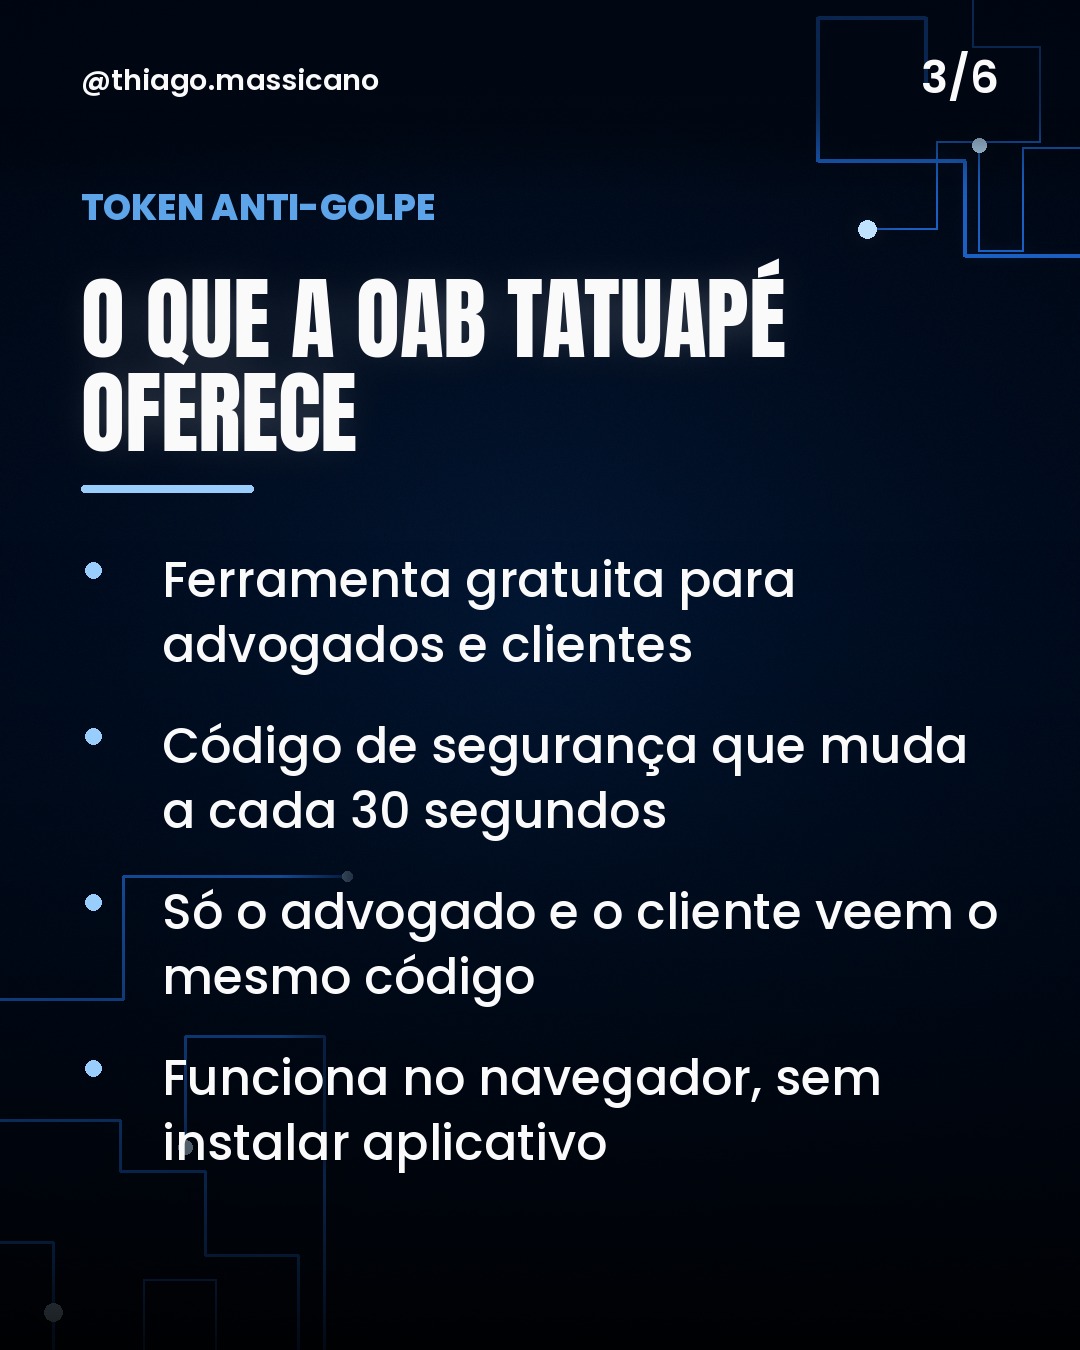 @thiago.massicano
3/6
TOKEN ANTI-GOLPE
O QUE A OAB TATUAPÉ
OFERECE
• Ferramenta gratuita para
advogados e clientes
• Código de segurança que muda
a cada 30 segundos
• Só o advogado e o cliente veem o
mesmo código
• Funciona no navegador, sem
instalar aplicativo